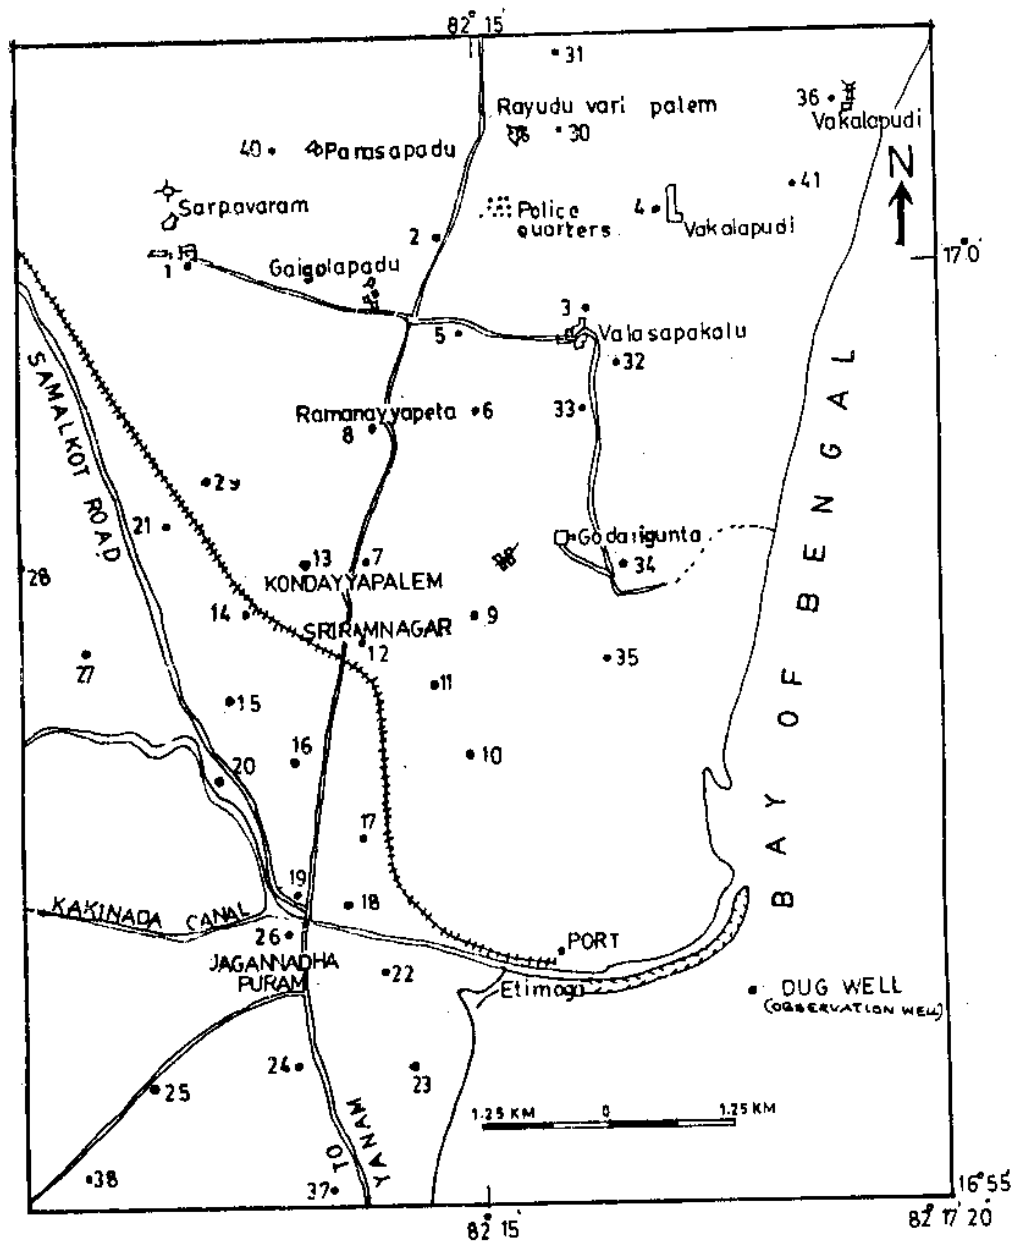 82° 15'
31
Rayudu vari palem
30
36
Vakalapudi
40
Panasapadu
N
41
Sarpavaram
Police
quarters
4
Vakalapudi
2
17°0'
1
Gaigolapadu
3
5
Valasapakalu
32
Ramanayyapeta
6
33
8
SAMALKOT ROAD
29
21
Godarigunta
13
7
34
28
KONDAYYAPALEM
14
9
SRIRAMNAGAR
12
35
27
11
15
16
10
20
BAY OF BENGAL
17
19
18
KAKINADA CANAL
26
PORT
JAGANNADHA
PURAM
22
Etimoga
DUG WELL
(OBSERVATION WELL)
24
23
25
1.25 KM 0 1.25 KM
TO
YANAM
38
37
16°55'
82° 15'
82° 17' 20"